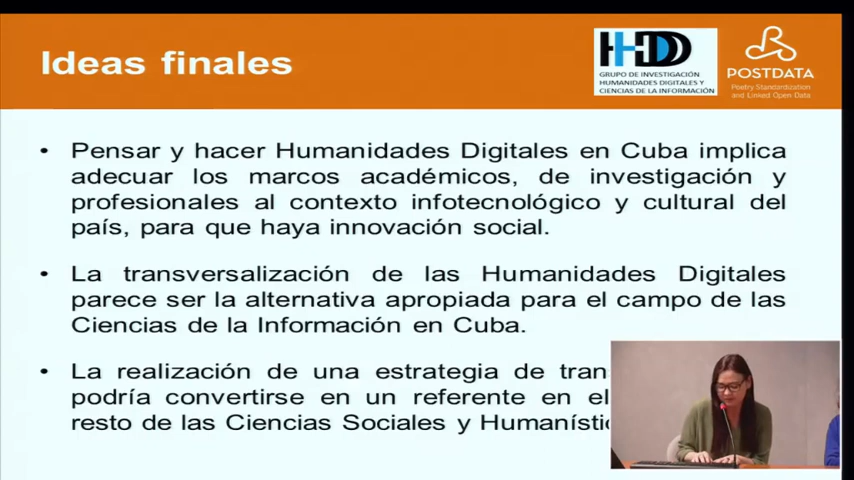 Ideas finales
HHDD
GRUPO DE INVESTIGACIÓN
HUMANIDADES DIGITALES Y
CIENCIAS DE LA INFORMACIÓN
POSTDATA
Poetry Standardization
and Linked Open Data
• Pensar y hacer Humanidades Digitales en Cuba implica
adecuar los marcos académicos, de investigación y
profesionales al contexto infotecnológico y cultural del
país, para que haya innovación social.
• La transversalización de las Humanidades Digitales
parece ser la alternativa apropiada para el campo de las
Ciencias de la Información en Cuba.
• La realización de una estrategia de
podría convertirse en un referente en el
resto de las Ciencias Sociales y